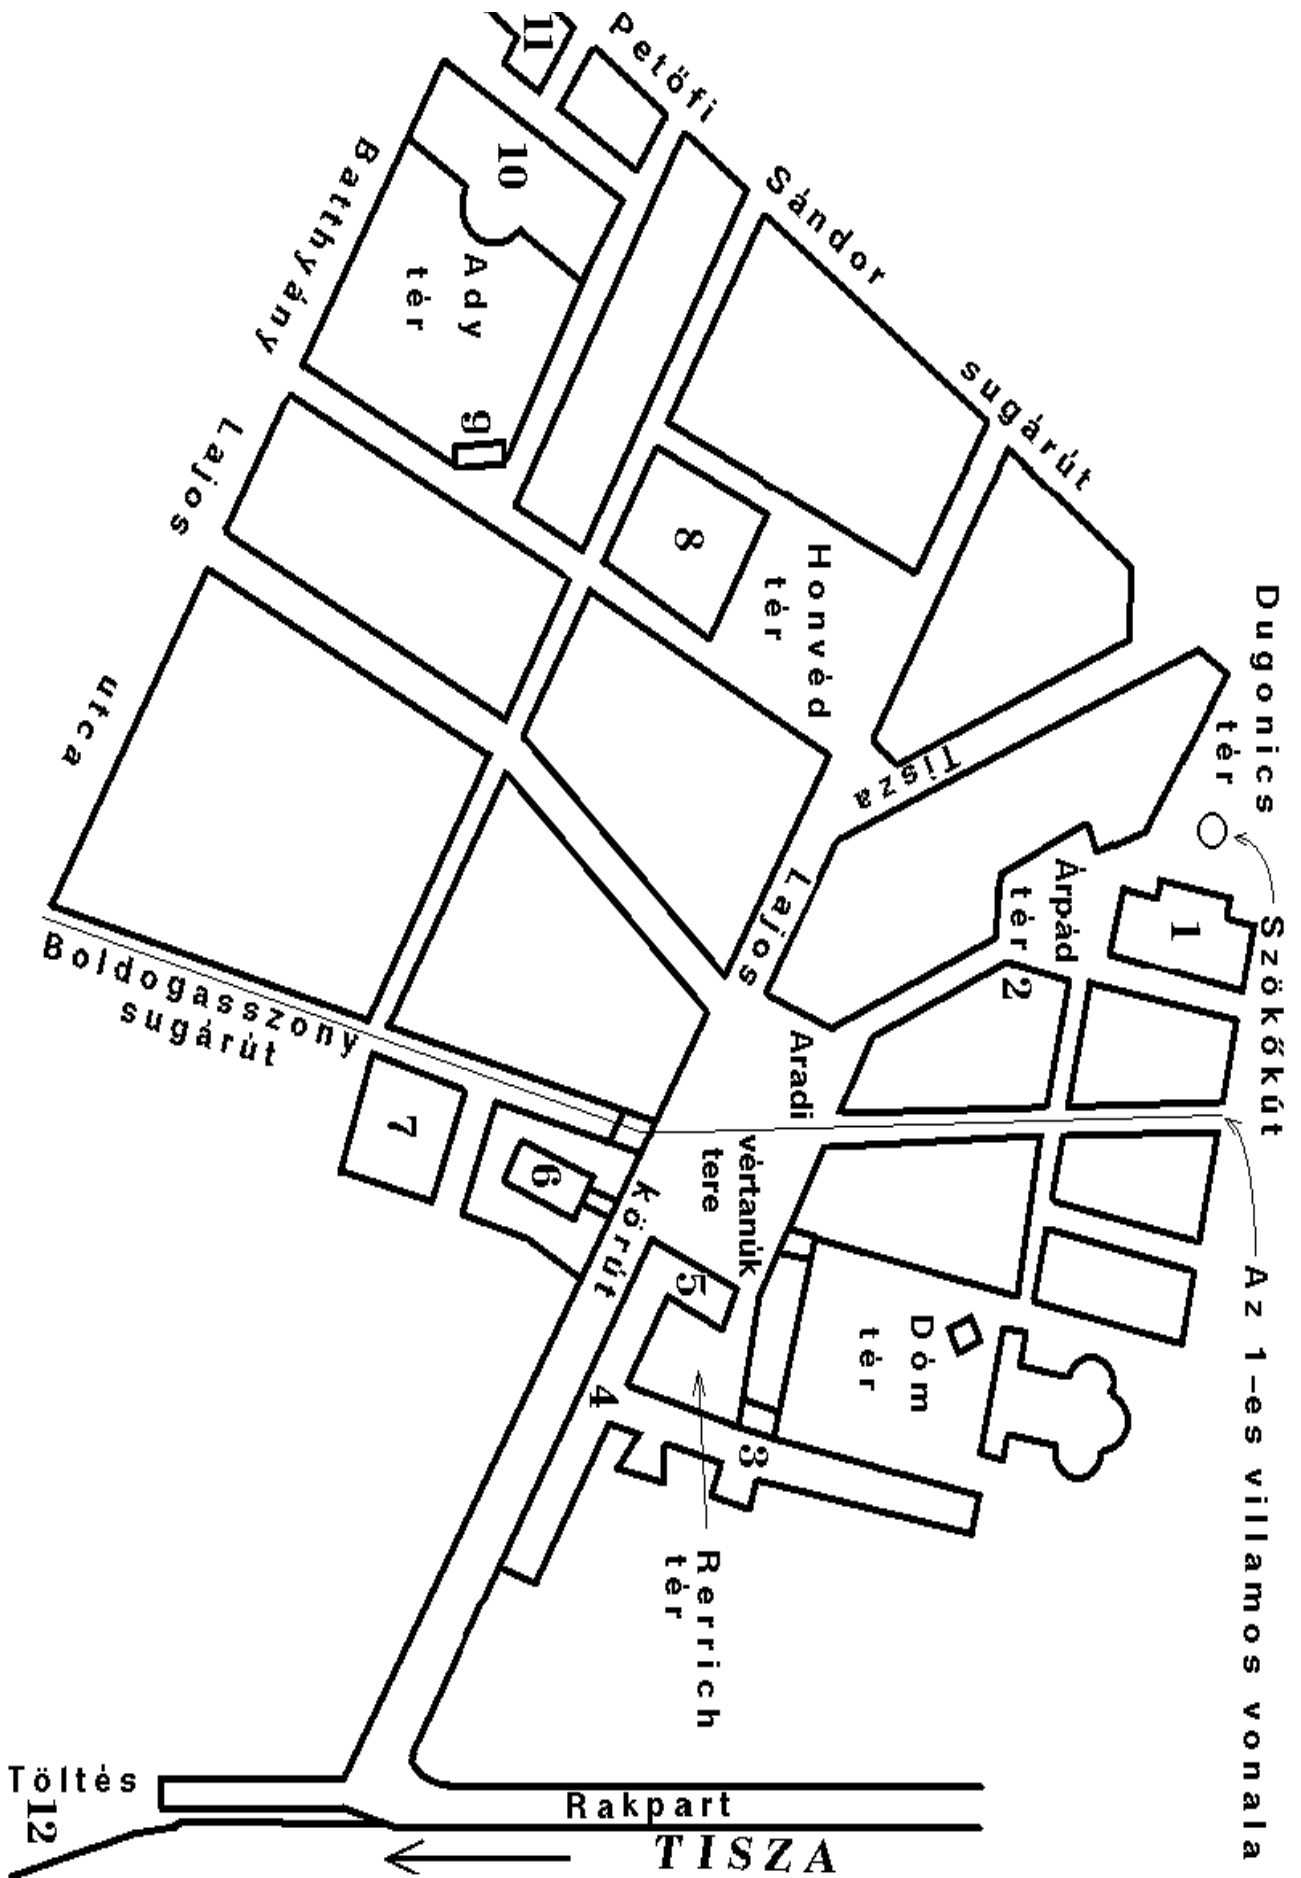 11
Petőfi
Sándor
sugárút
10
Batthyány
Lajos
utca
Ady
tér
9
8
Honvéd
tér
Tisza
Lajos
körút
Dugonics
tér
Szökőkút
1
Árpád
tér
2
Aradi
vértanúk
tere
Boldogasszony
sugárút
7
6
5
4
3
Dóm
tér
Rerrich
tér
Az 1-es villamos vonala
Töltés
12
Rakpart
TISZA